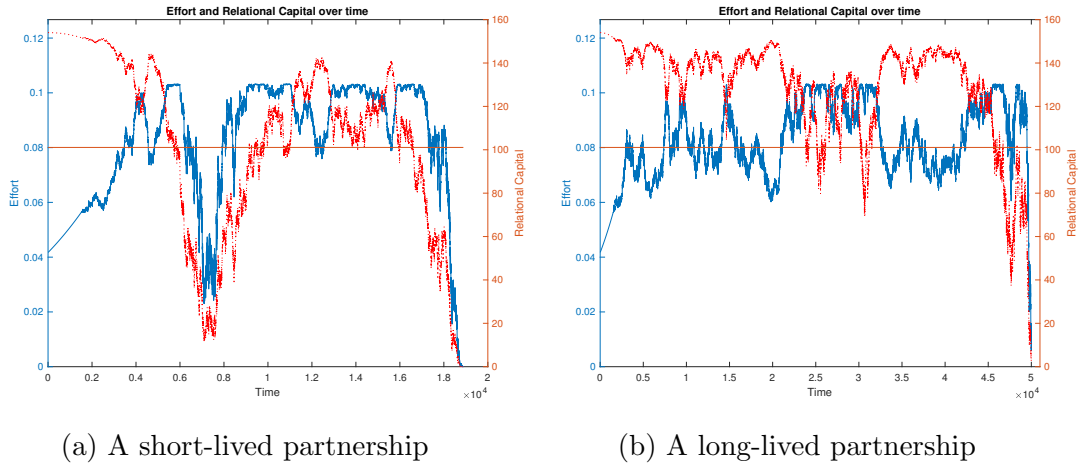 Effort and Relational Capital over time
0.12
0.1
0.08
0.06
0.04
0.02
0
Effort
160
140
120
100
80
60
40
20
0
Relational Capital
0 0.2 0.4 0.6 0.8 1 1.2 1.4 1.6 1.8 2
Time
×10^4
(a) A short-lived partnership
Effort and Relational Capital over time
0.12
0.1
0.08
0.06
0.04
0.02
0
Effort
160
140
120
100
80
60
40
20
0
Relational Capital
0 0.5 1 1.5 2 2.5 3 3.5 4 4.5 5
Time
×10^4
(b) A long-lived partnership